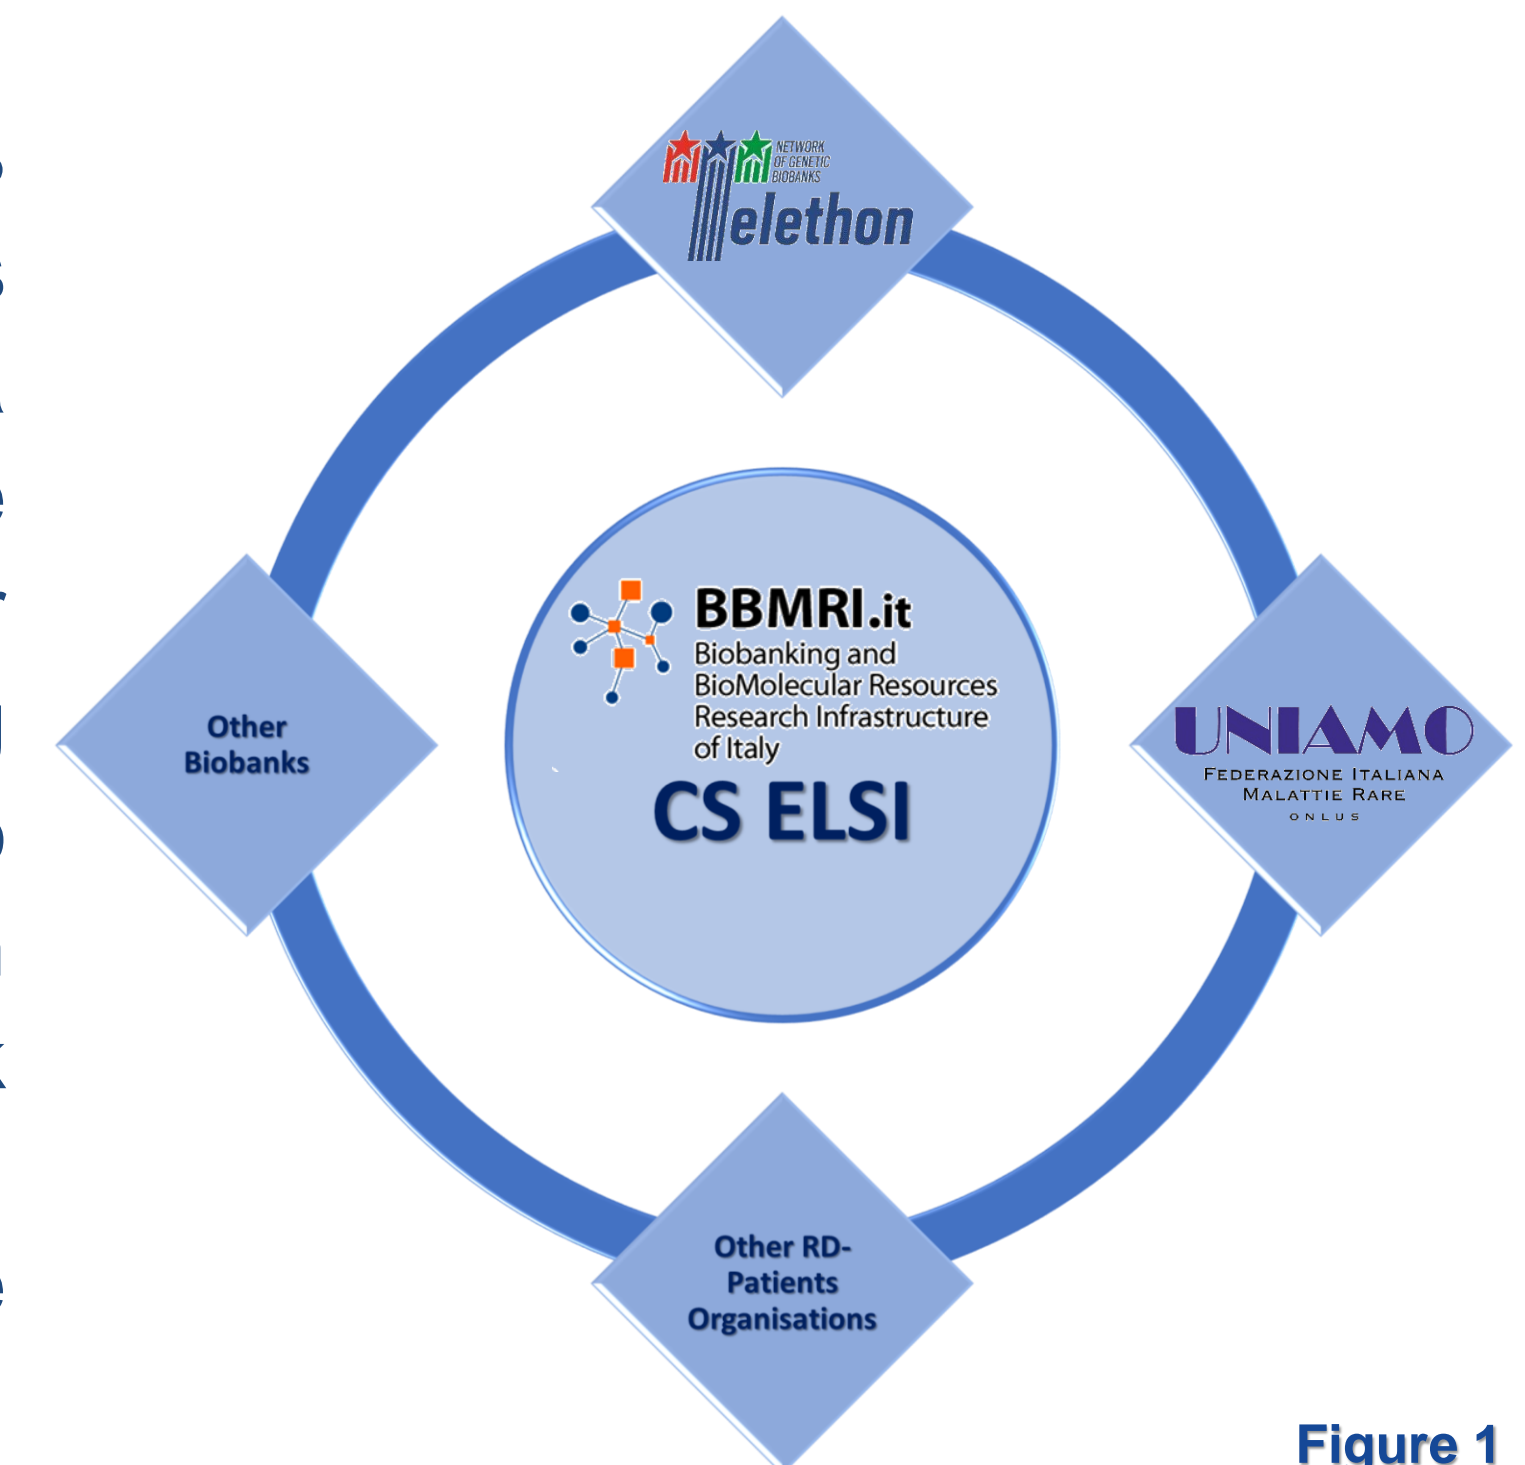 NETWORK
OF GENETIC
BIOBANKS
Telethon
BBMRI.it
Biobanking and
BioMolecular Resources
Research Infrastructure
of Italy
CS ELSI
Other
Biobanks
UNIAMO
FEDERAZIONE ITALIANA
MALATTIE RARE
ONLUS
Other RD-
Patients
Organisations
Figure 1